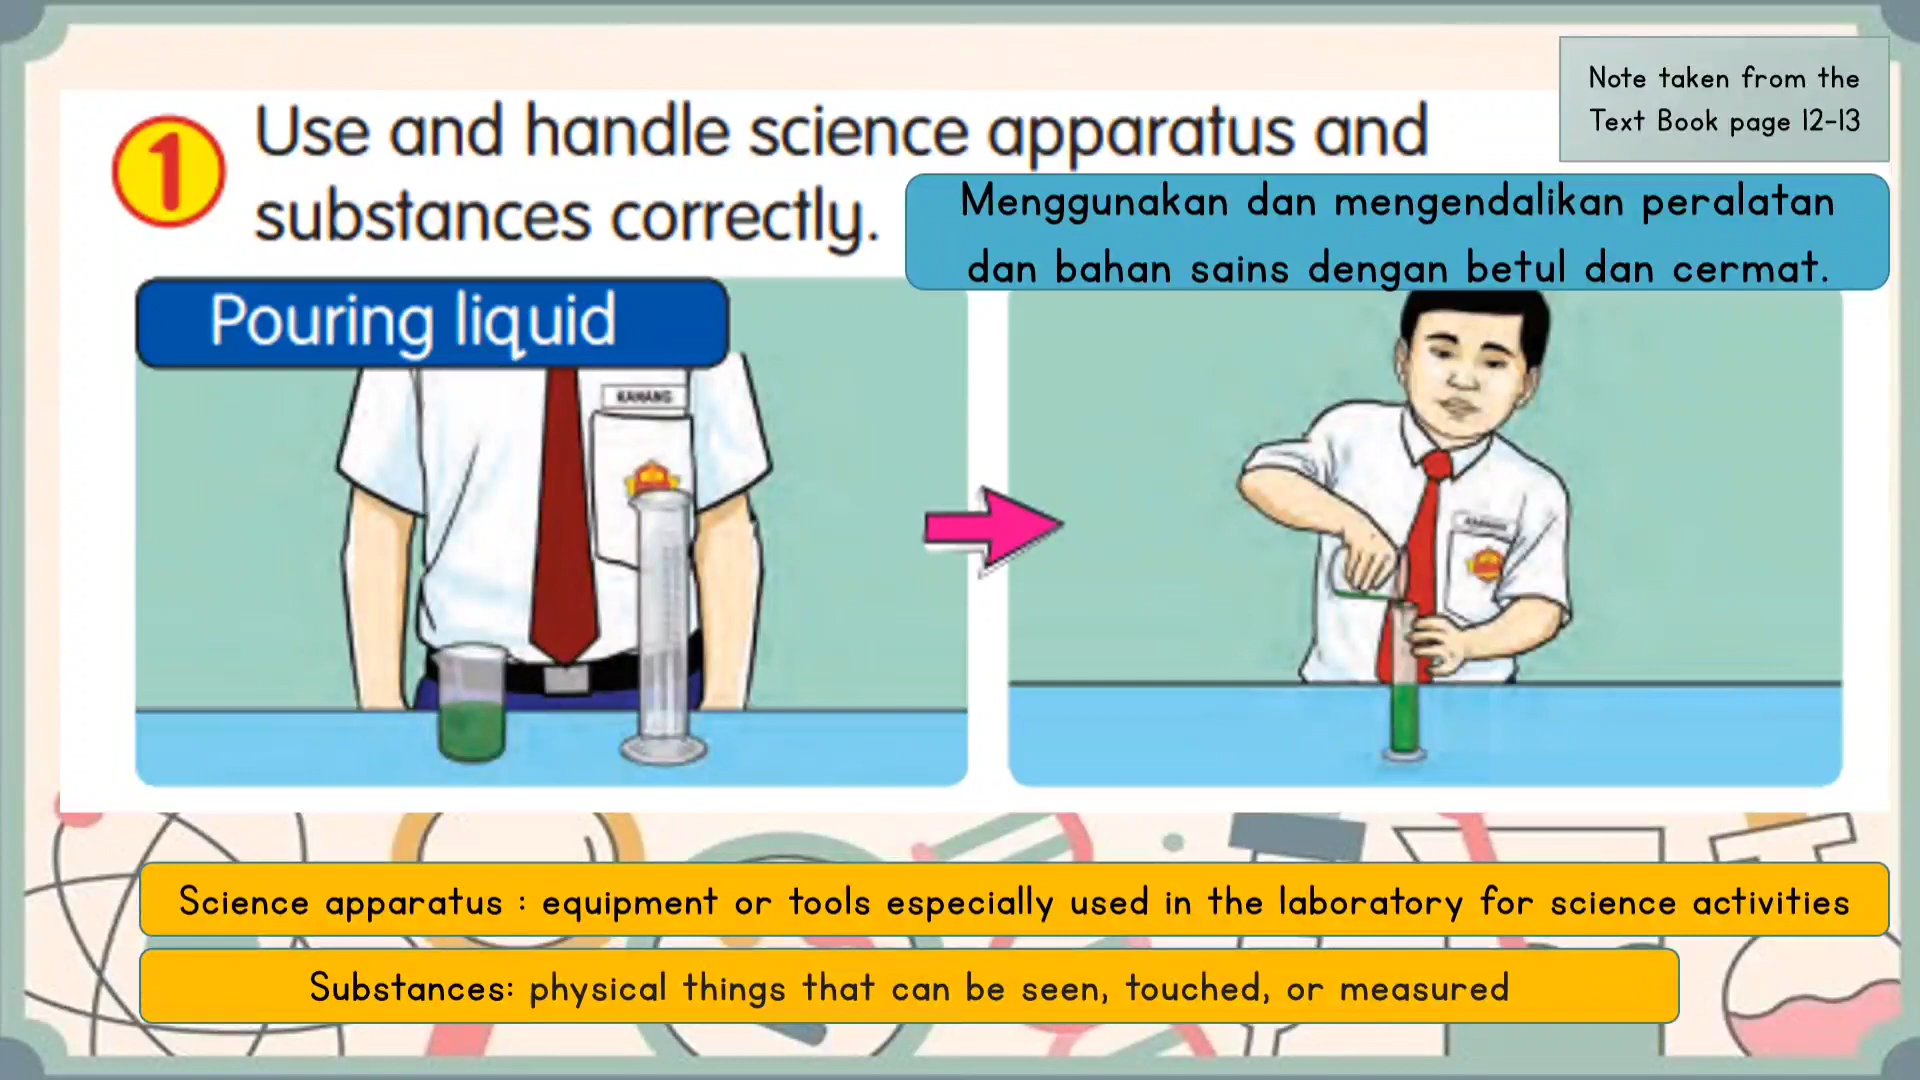 Note taken from the
Text Book page 12-13
1
Use and handle science apparatus and
substances correctly.
Menggunakan dan mengendalikan peralatan
dan bahan sains dengan betul dan cermat.
Pouring liquid
KAMANG
Science apparatus : equipment or tools especially used in the laboratory for science activities
Substances: physical things that can be seen, touched, or measured